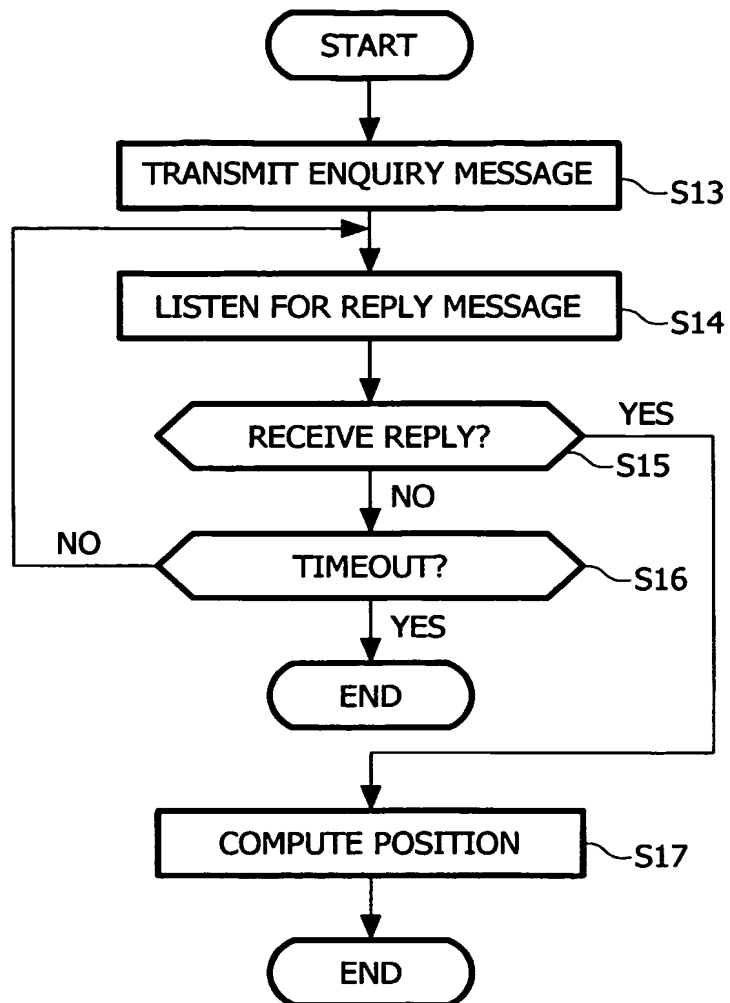 START
TRANSMIT ENQUIRY MESSAGE
S13
LISTEN FOR REPLY MESSAGE
S14
YES
RECEIVE REPLY?
S15
NO
NO
TIMEOUT?
S16
YES
END
COMPUTE POSITION
S17
END